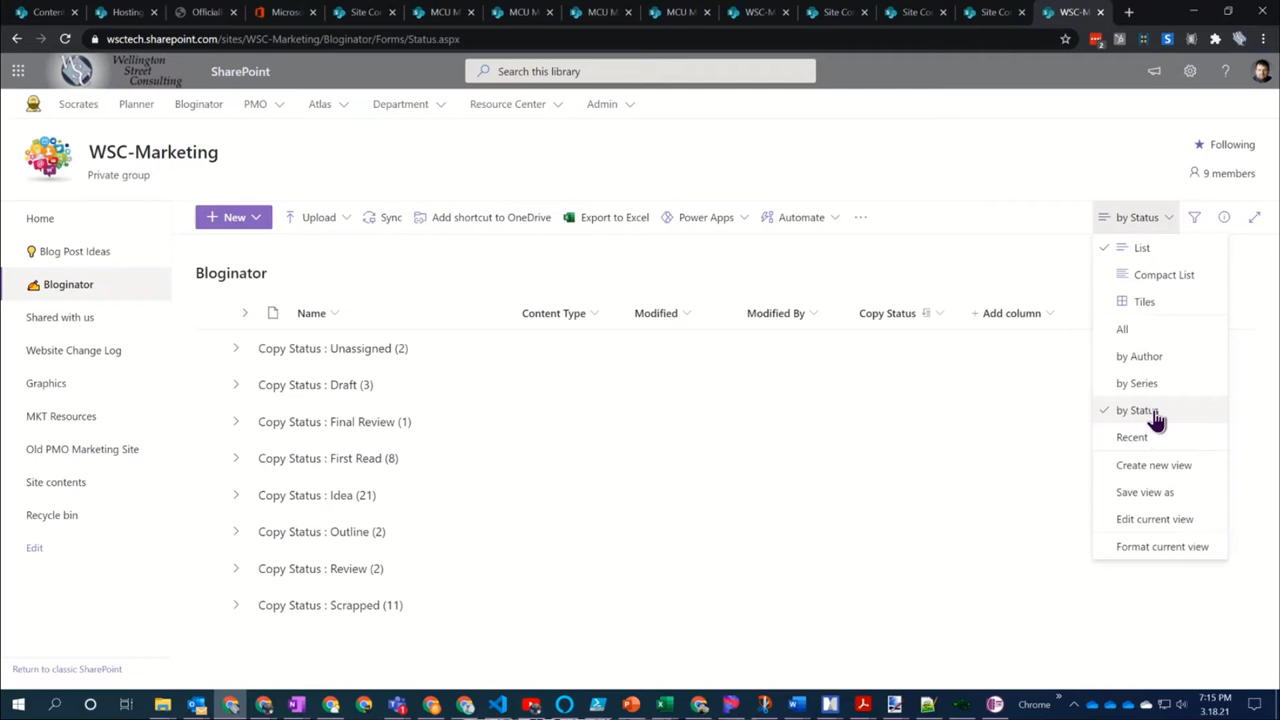 Content
Hosting
Officiall
Microso
Site Co
MCU M
MCU M
MCU M
MCU M
WSC-M
Site Co
Site Co
Site Co
WSC-M
wsctech.sharepoint.com/sites/WSC-Marketing/Bloginator/Forms/Status.aspx
Wellington
Street
Consulting
SharePoint
Search this library
Socrates Planner Bloginator PMO Atlas Department Resource Center Admin
WSC-Marketing
Private group
Following
9 members
New Upload Sync Add shortcut to OneDrive Export to Excel Power Apps Automate
by Status
Home
Blog Post Ideas
Bloginator
Shared with us
Website Change Log
Graphics
MKT Resources
Old PMO Marketing Site
Site contents
Recycle bin
Edit
Return to classic SharePoint
Bloginator
Name Content Type Modified Modified By Copy Status + Add column
Copy Status : Unassigned (2)
Copy Status : Draft (3)
Copy Status : Final Review (1)
Copy Status : First Read (8)
Copy Status : Idea (21)
Copy Status : Outline (2)
Copy Status : Review (2)
Copy Status : Scrapped (11)
List
Compact List
Tiles
All
by Author
by Series
by Status
Recent
Create new view
Save view as
Edit current view
Format current view
Chrome
7:15 PM
3.18.21